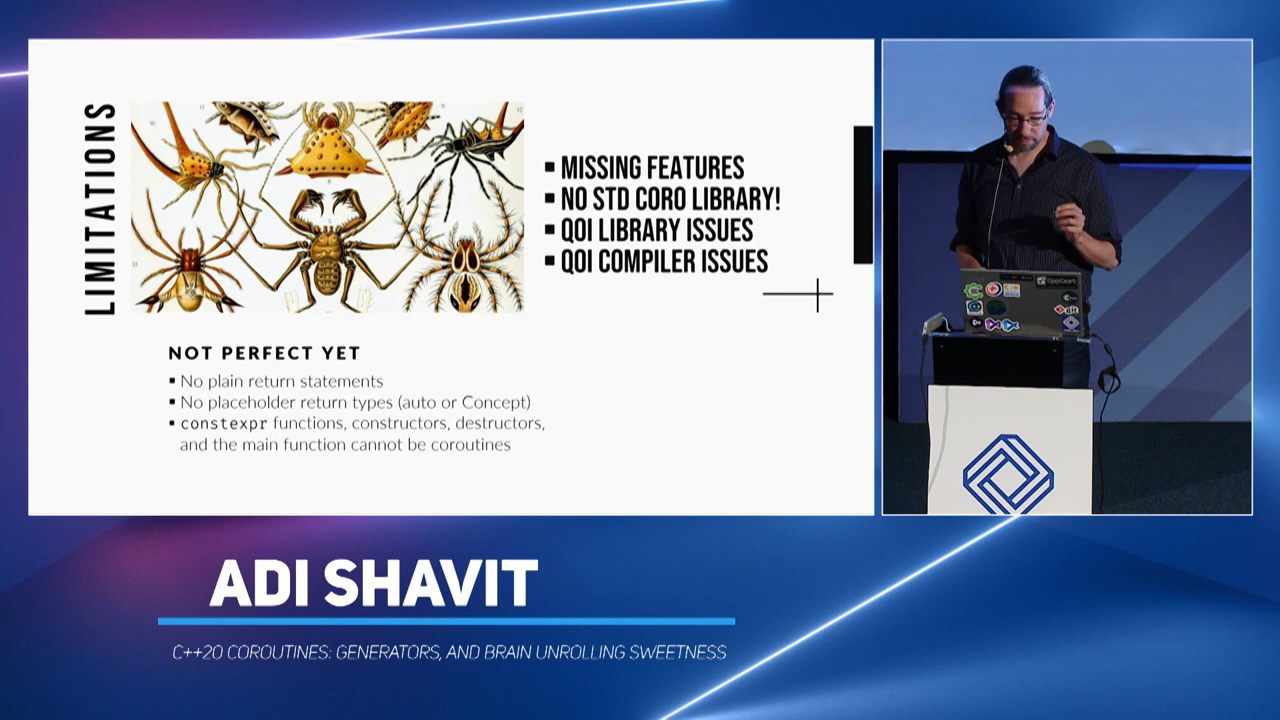 LIMITATIONS
▪ MISSING FEATURES
▪ NO STD CORO LIBRARY!
▪ QOI LIBRARY ISSUES
▪ QOI COMPILER ISSUES
NOT PERFECT YET
▪ No plain return statements
▪ No placeholder return types (auto or Concept)
▪ constexpr functions, constructors, destructors,
and the main function cannot be coroutines
ADI SHAVIT
C++20 COROUTINES: GENERATORS, AND BRAIN UNROLLING SWEETNESS